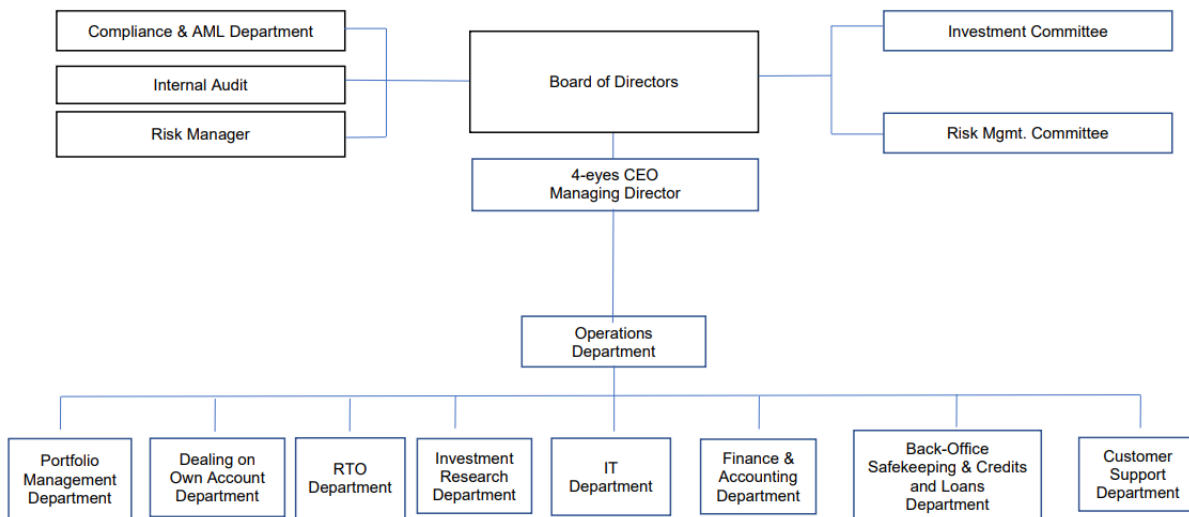 Compliance & AML Department
Internal Audit
Risk Manager
Board of Directors
Investment Committee
Risk Mgmt. Committee
4-eyes CEO
Managing Director
Operations
Department
Portfolio
Management
Department
Dealing on
Own Account
Department
RTO
Department
Investment
Research
Department
IT
Department
Finance &
Accounting
Department
Back-Office
Safekeeping & Credits
and Loans
Department
Customer
Support
Department